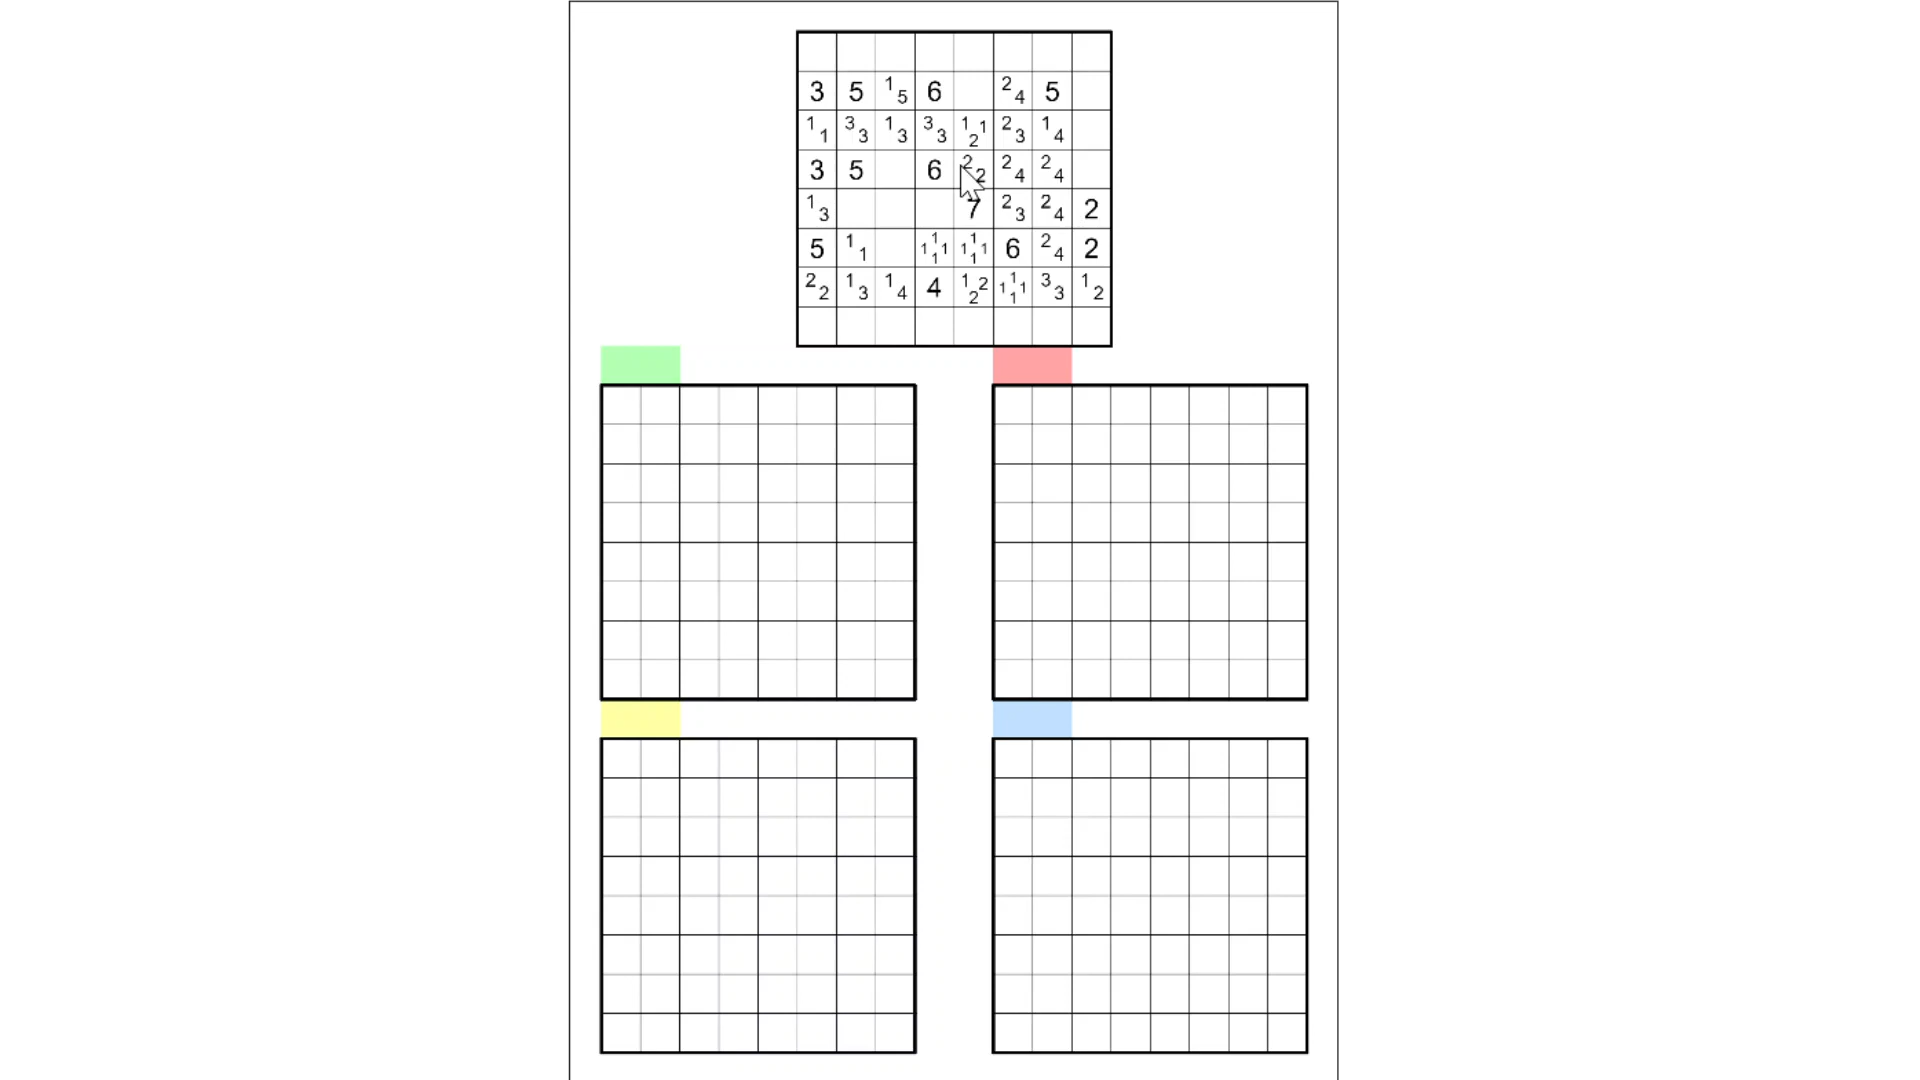 3 5 1 5 6 2 4 5
1 1 3 3 1 3 3 3 1 1 2 2 3 1 4
3 5 6 2 2 2 4 2 4
1 3 7 2 3 2 4 2
5 1 1 1 1 1 1 1 1 1 1 6 2 4 2
2 2 1 3 1 4 4 1 2 2 1 1 1 1 3 3 1 2